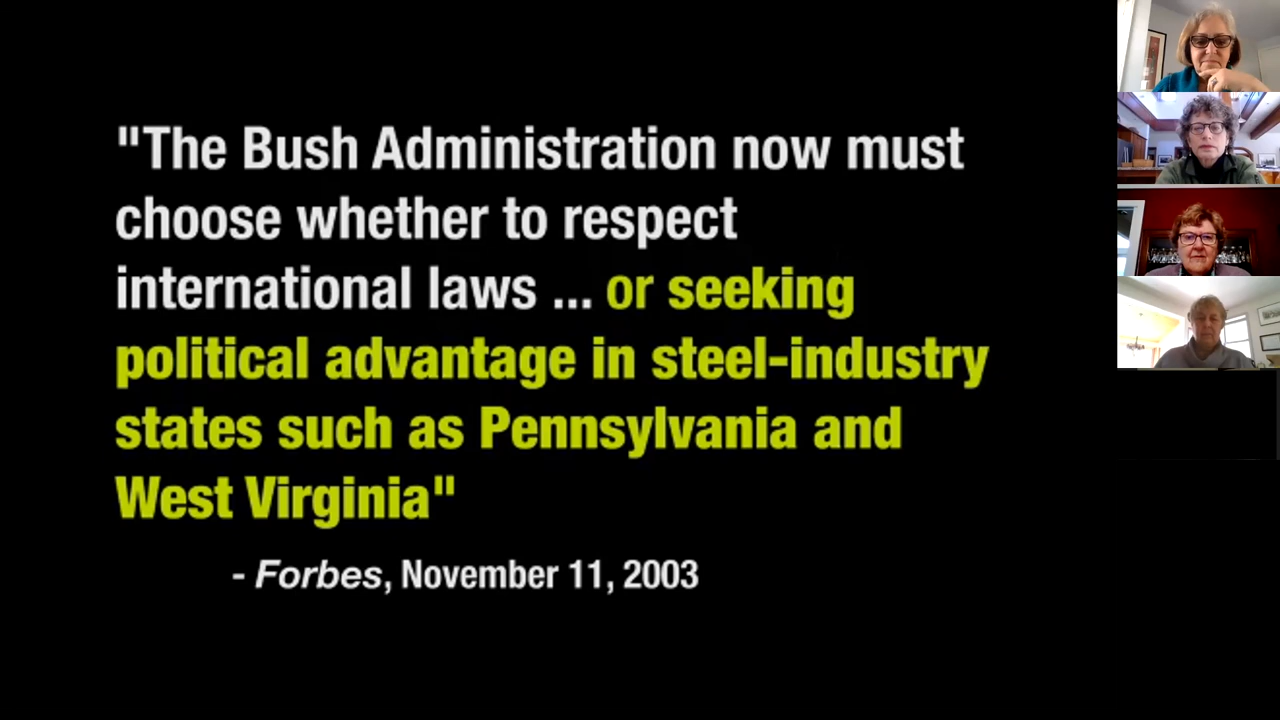 "The Bush Administration now must
choose whether to respect
international laws ... or seeking
political advantage in steel-industry
states such as Pennsylvania and
West Virginia"
- Forbes, November 11, 2003